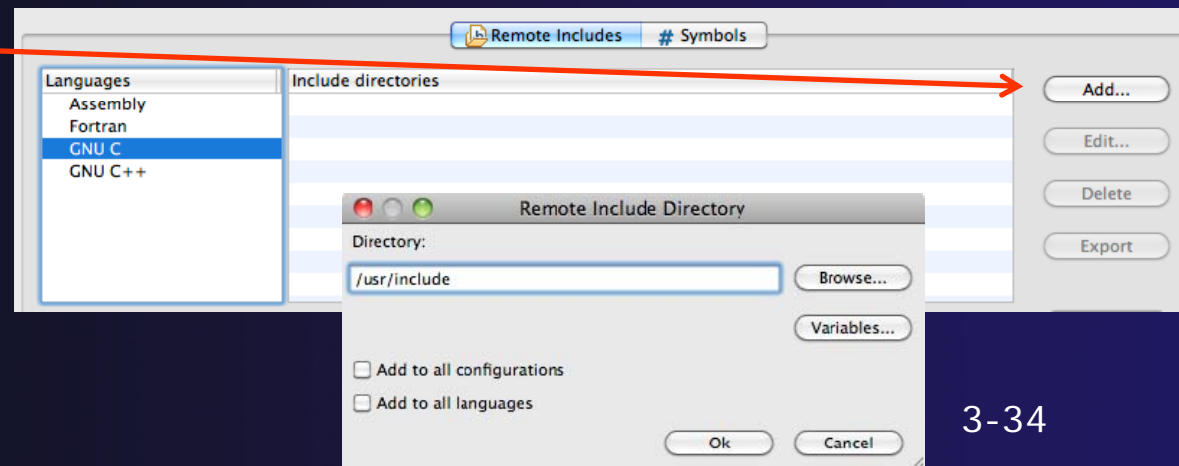 Remote Includes # Symbols
Languages
Include directories
Add...
Assembly
Fortran
GNU C
Edit...
GNU C++
Delete
Remote Include Directory
Export
Directory:
/usr/include
Browse...
Variables...
Add to all configurations
Add to all languages
Ok
Cancel
3-34